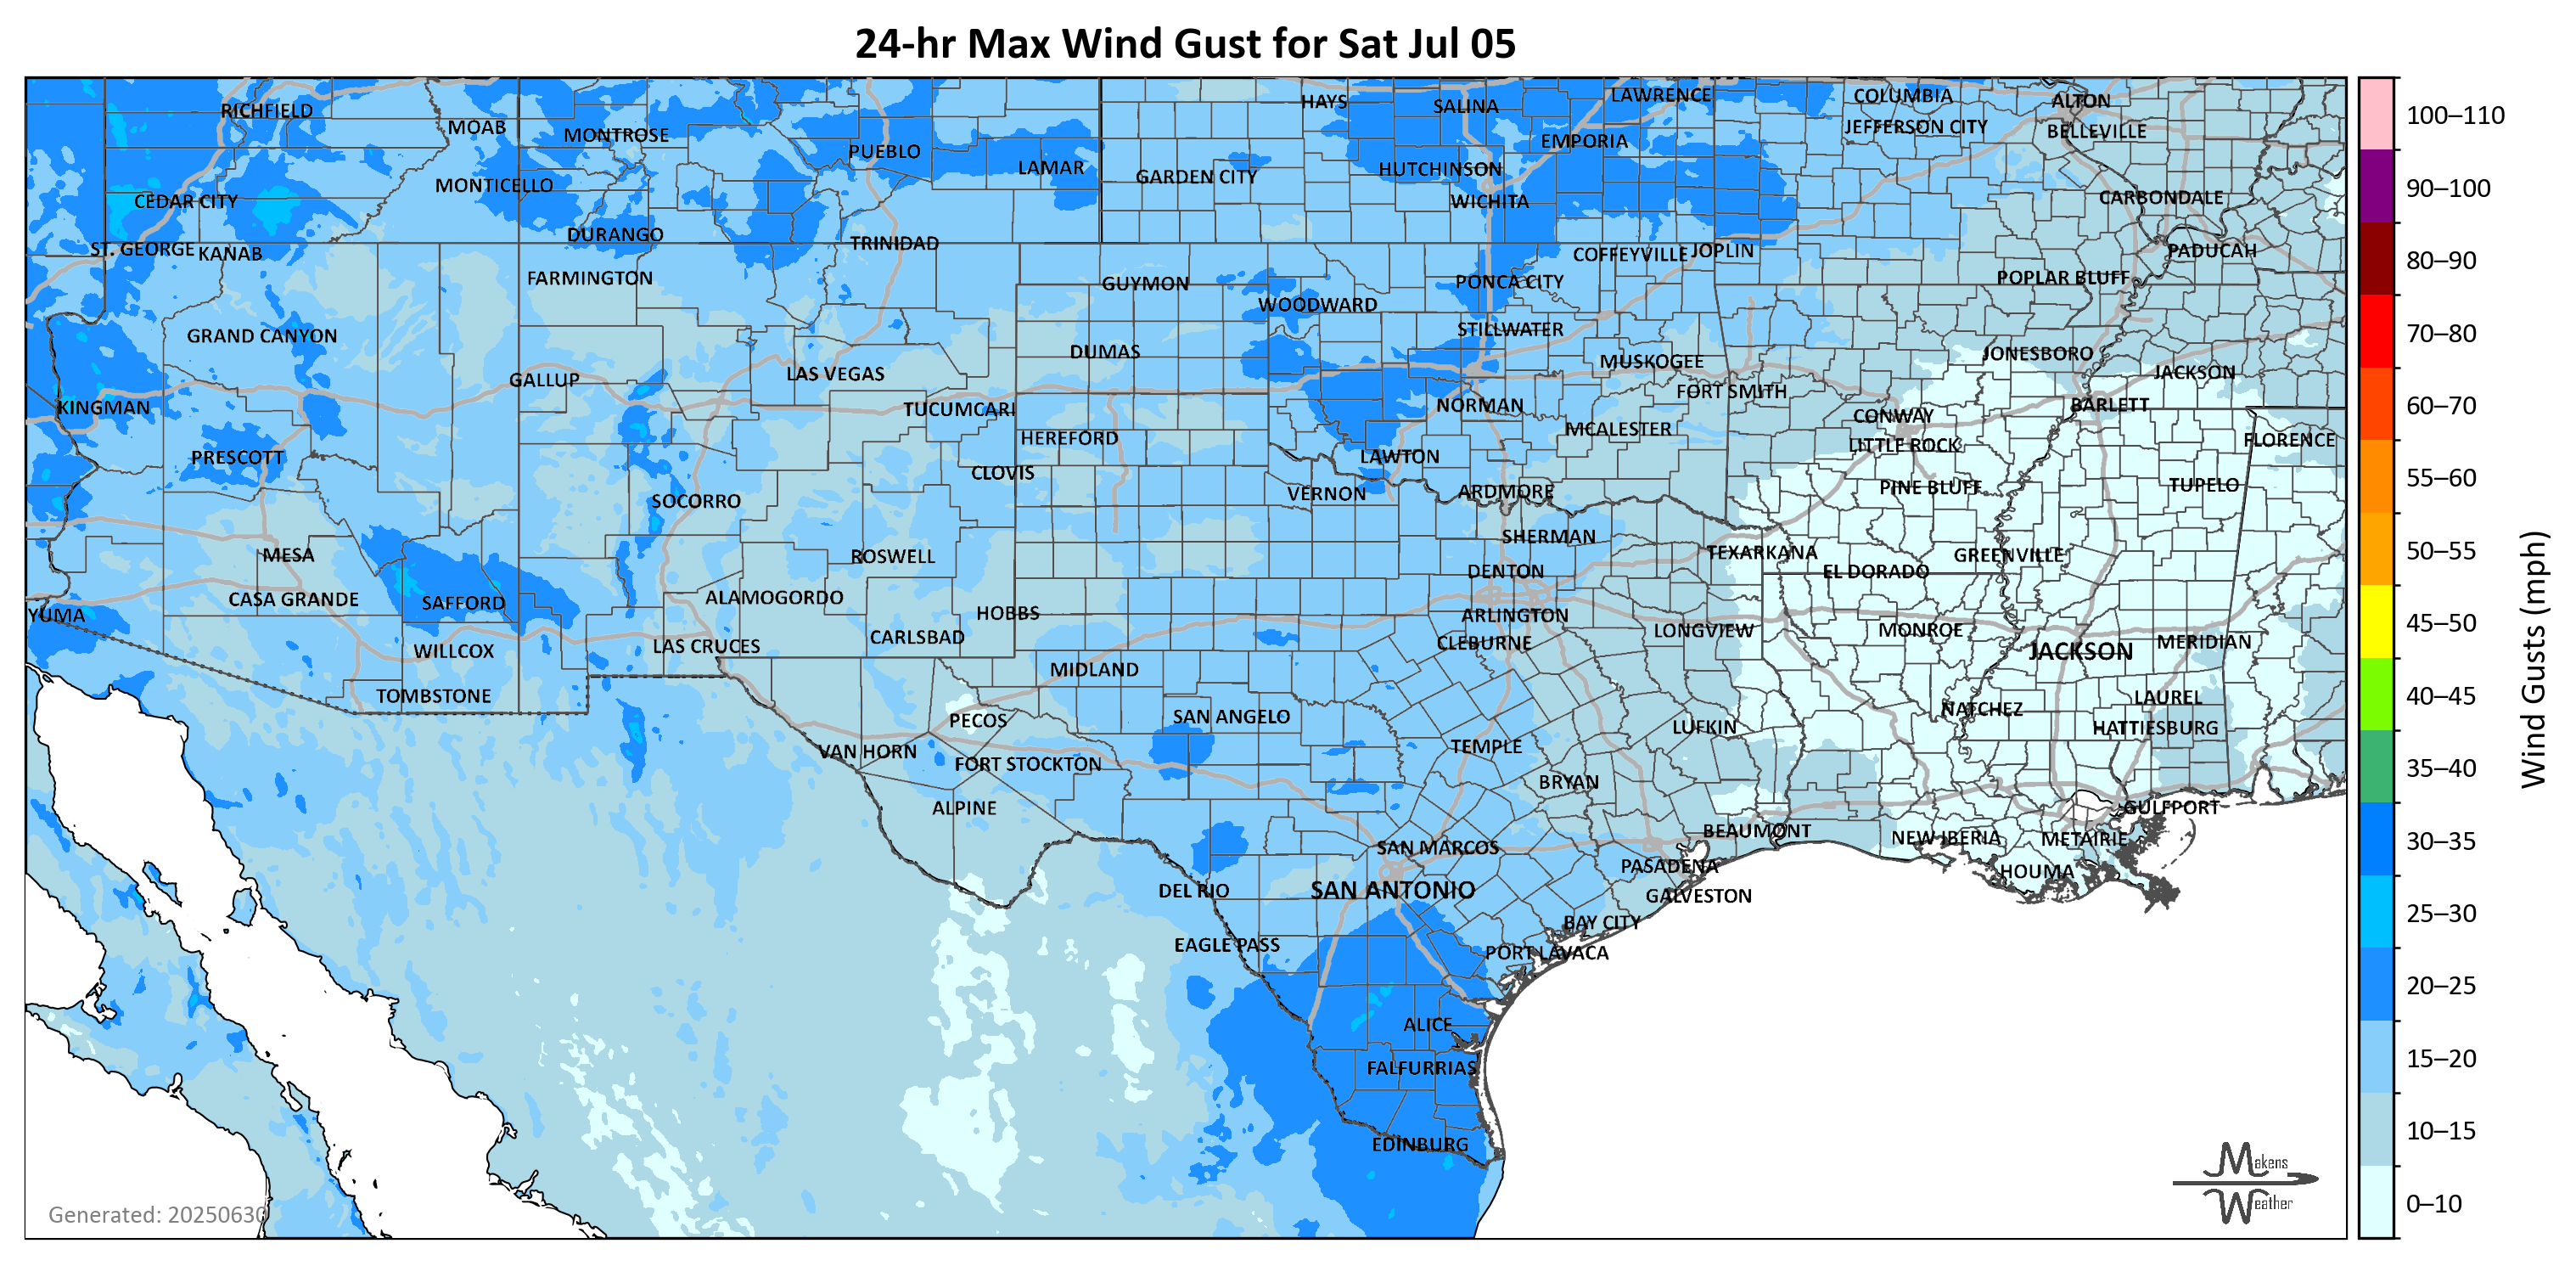 24-hr Max Wind Gust for Sat Jul 05
RICHFIELD
MOAB
MONTROSE
PUEBLO
LAMAR
HAYS
SALINA
LAWRENCE
COLUMBIA
ALTON
JEFFERSON CITY
BELLEVILLE
EMPORIA
HUTCHINSON
GARDEN CITY
WICHITA
MONTICELLO
CEDAR CITY
CARBONDALE
ST. GEORGE
KANAB
DURANGO
TRINIDAD
COFFEYVILLE
JOPLIN
PADUCAH
FARMINGTON
GUYMON
PONCA CITY
POPLAR BLUFF
WOODWARD
GRAND CANYON
STILLWATER
DUMAS
MUSKOGEE
JONESBORO
GALLUP
LAS VEGAS
FORT SMITH
JACKSON
KINGMAN
TUCUMCARI
NORMAN
CONWAY
BARLETT
HEREFORD
MCALESTER
LITTLE ROCK
FLORENCE
PRESCOTT
CLOVIS
LAWTON
SOCORRO
VERNON
ARDMORE
PINE BLUFF
TUPELO
MESA
ROSWELL
SHERMAN
TEXARKANA
GREENVILLE
DENTON
EL DORADO
CASA GRANDE
SAFFORD
ALAMOGORDO
HOBBS
ARLINGTON
YUMA
LAS CRUCES
CARLSBAD
CLEBURNE
LONGVIEW
MONROE
JACKSON
MERIDIAN
WILLCOX
MIDLAND
TOMBSTONE
PECOS
SAN ANGELO
LUFKIN
NATCHEZ
LAUREL
HATTIESBURG
VAN HORN
FORT STOCKTON
TEMPLE
BRYAN
ALPINE
BEAUMONT
GULFPORT
SAN MARCOS
NEW IBERIA
METAIRIE
PASADENA
HOUMA
DEL RIO
SAN ANTONIO
GALVESTON
BAY CITY
EAGLE PASS
PORT LAVACA
ALICE
FALFURRIAS
EDINBURG
Generated: 20250630
Makens
Weather
100–110
90–100
80–90
70–80
60–70
55–60
50–55
45–50
40–45
35–40
30–35
25–30
20–25
15–20
10–15
0–10
Wind Gusts (mph)